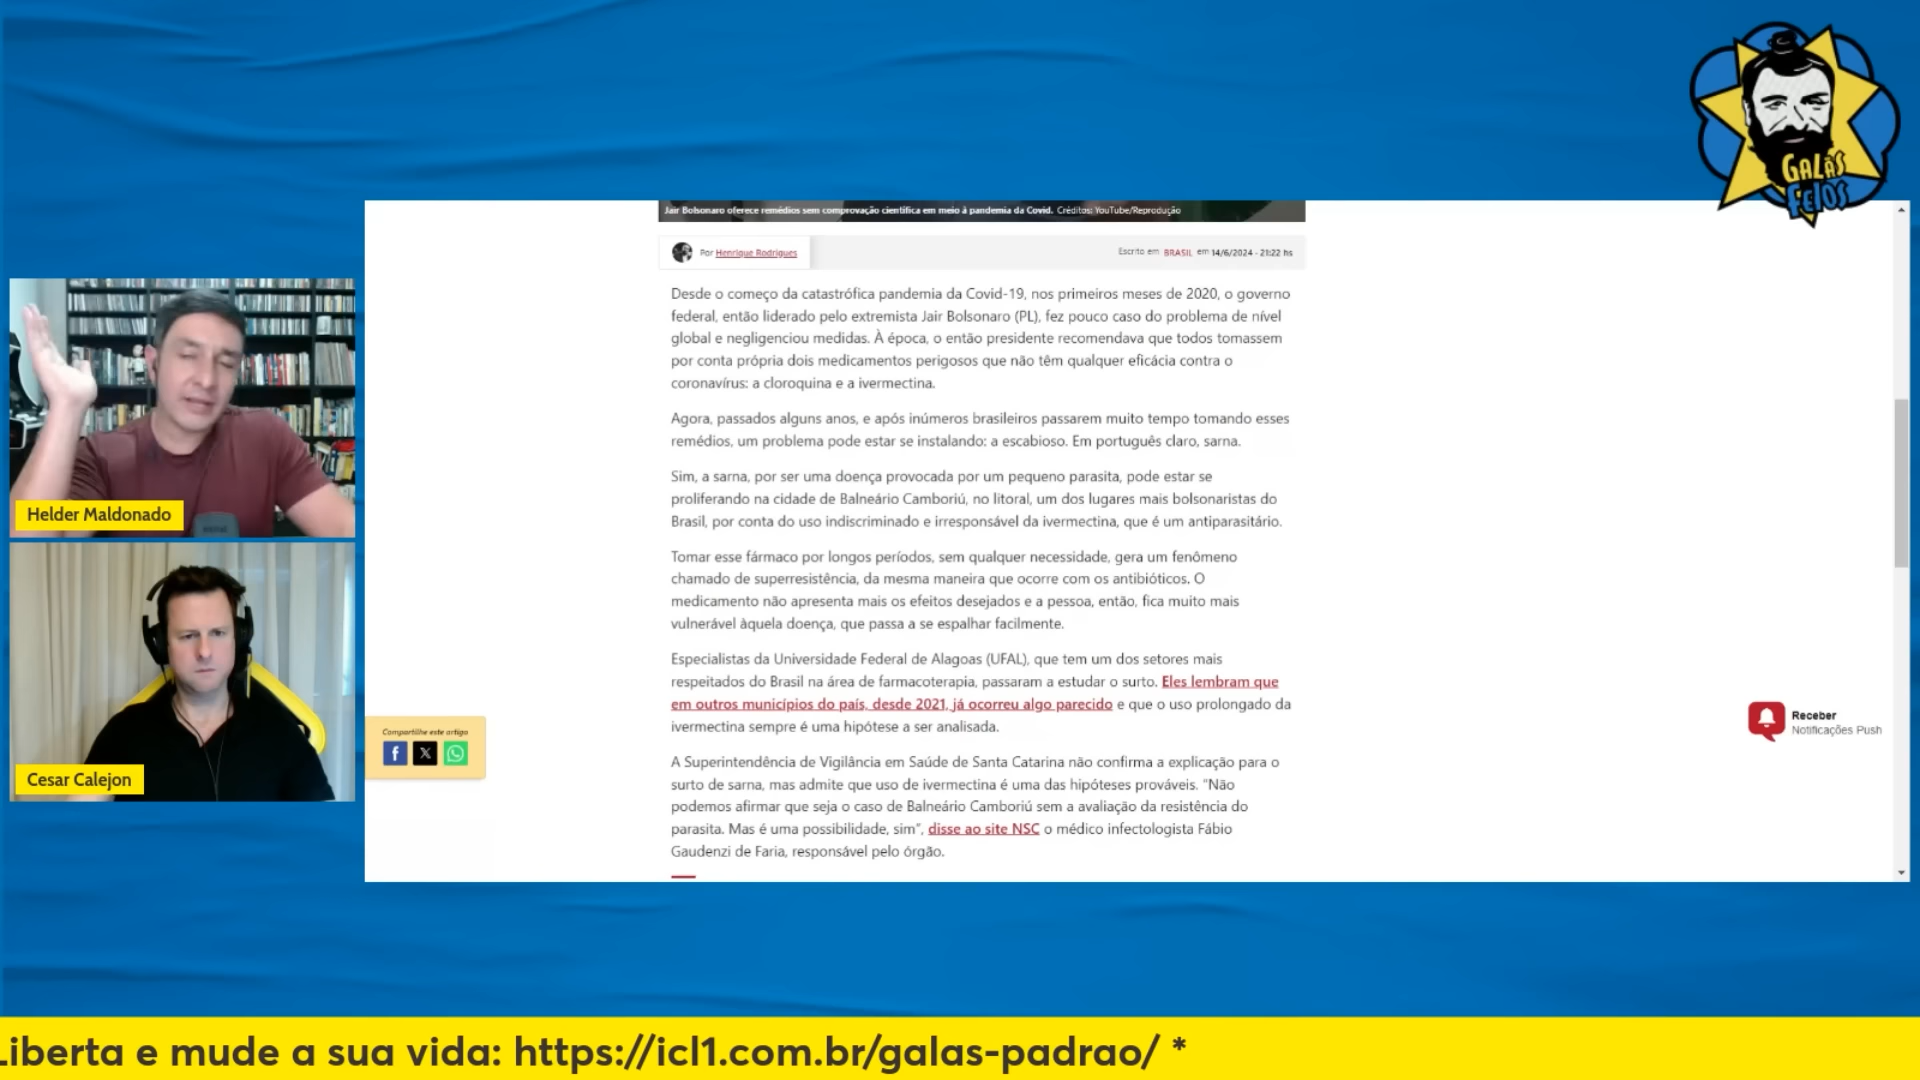 GALÃS
FEIOS
Jair Bolsonaro oferece remédios sem comprovação científica em meio à pandemia da Covid. Créditos: YouTube/Reprodução
Por Henrique Rodrigues
Escrito em BRASIL em 14/6/2024 - 21:22 hs
Desde o começo da catastrófica pandemia da Covid-19, nos primeiros meses de 2020, o governo
federal, então liderado pelo extremista Jair Bolsonaro (PL), fez pouco caso do problema de nível
global e negligenciou medidas. À época, o então presidente recomendava que todos tomassem
por conta própria dois medicamentos perigosos que não têm qualquer eficácia contra o
coronavírus: a cloroquina e a ivermectina.
Agora, passados alguns anos, e após inúmeros brasileiros passarem muito tempo tomando esses
remédios, um problema pode estar se instalando: a escabioso. Em português claro, sarna.
Sim, a sarna, por ser uma doença provocada por um pequeno parasita, pode estar se
proliferando na cidade de Balneário Camboriú, no litoral, um dos lugares mais bolsonaristas do
Brasil, por conta do uso indiscriminado e irresponsável da ivermectina, que é um antiparasitário.
Tomar esse fármaco por longos períodos, sem qualquer necessidade, gera um fenômeno
chamado de superresistência, da mesma maneira que ocorre com os antibióticos. O
medicamento não apresenta mais os efeitos desejados e a pessoa, então, fica muito mais
vulnerável àquela doença, que passa a se espalhar facilmente.
Especialistas da Universidade Federal de Alagoas (UFAL), que tem um dos setores mais
respeitados do Brasil na área de farmacoterapia, passaram a estudar o surto. Eles lembram que
em outros municípios do país, desde 2021, já ocorreu algo parecido e que o uso prolongado da
ivermectina sempre é uma hipótese a ser analisada.
A Superintendência de Vigilância em Saúde de Santa Catarina não confirma a explicação para o
surto de sarna, mas admite que uso de ivermectina é uma das hipóteses prováveis. "Não
podemos afirmar que seja o caso de Balneário Camboriú sem a avaliação da resistência do
parasita. Mas é uma possibilidade, sim", disse ao site NSC o médico infectologista Fábio
Gaudenzi de Faria, responsável pelo órgão.
Helder Maldonado
Cesar Calejon
Compartilhe este artigo
Receber
Notificações Push
Liberta e mude a sua vida: https://icl1.com.br/galas-padrao/ *